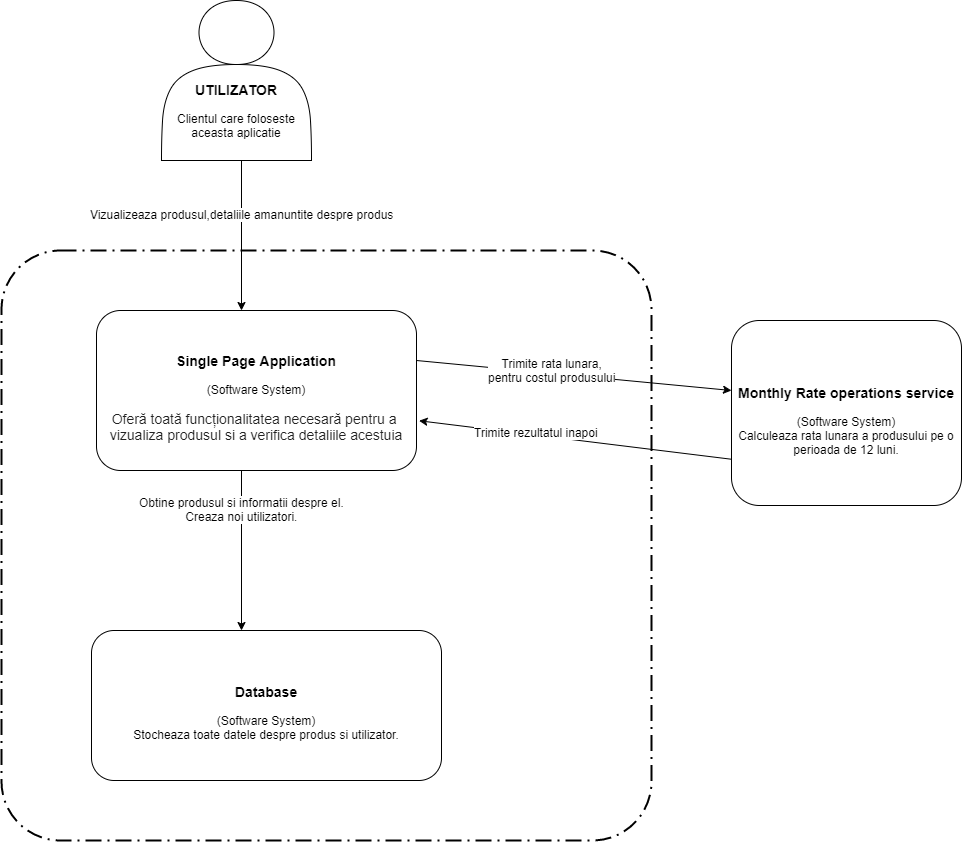 UTILIZATOR
Clientul care foloseste
aceasta aplicatie
Vizualizeaza produsul,detaliile amanuntite despre produs
Single Page Application
(Software System)
Oferă toată funcționalitatea necesară pentru a
vizualiza produsul si a verifica detaliile acestuia
Trimite rata lunara,
pentru costul produsului
Trimite rezultatul inapoi
Monthly Rate operations service
(Software System)
Calculeaza rata lunara a produsului pe o
perioada de 12 luni.
Obtine produsul si informatii despre el.
Creaza noi utilizatori.
Database
(Software System)
Stocheaza toate datele despre produs si utilizator.